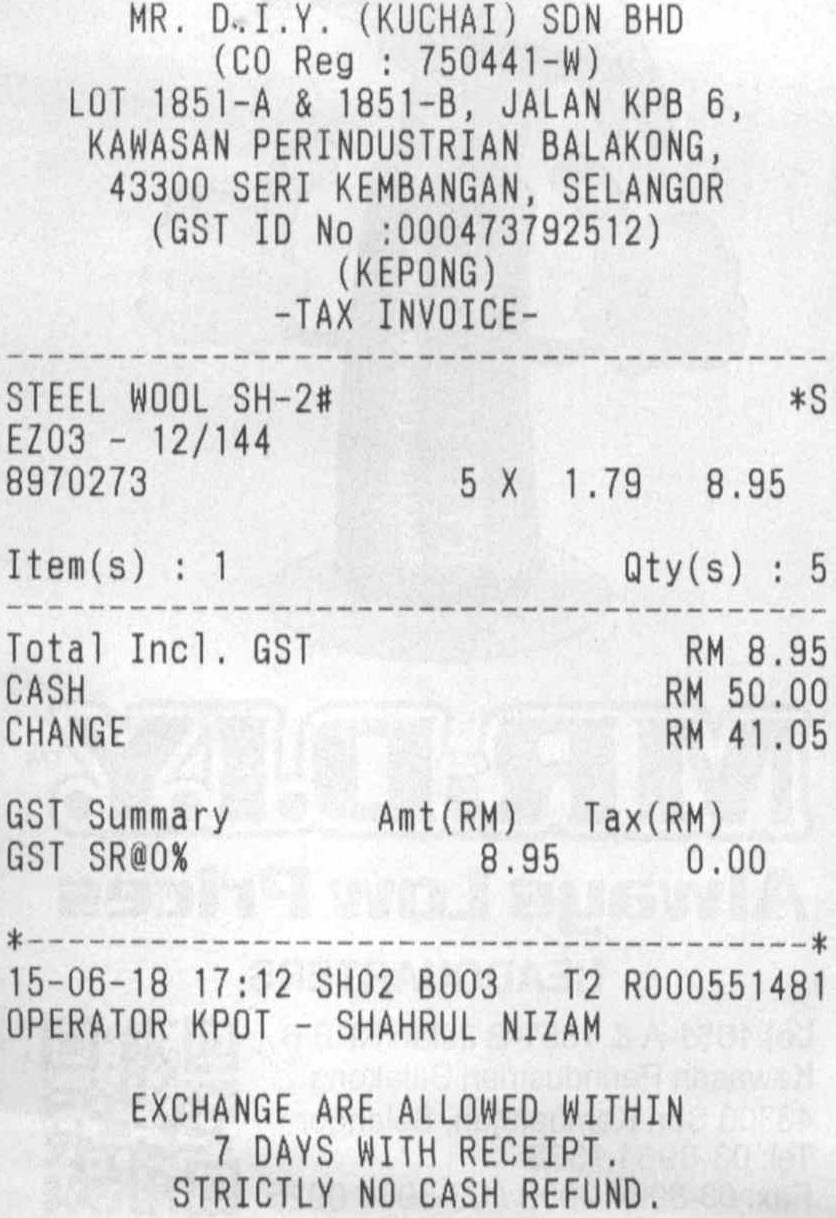 MR. D.I.Y. (KUCHAI) SDN BHD
(CO Reg : 750441-W)
LOT 1851-A & 1851-B, JALAN KPB 6,
KAWASAN PERINDUSTRIAN BALAKONG,
43300 SERI KEMBANGAN, SELANGOR
(GST ID No :000473792512)
(KEPONG)
-TAX INVOICE-
STEEL WOOL SH-2# *S
EZ03 - 12/144
8970273 5 X 1.79 8.95
Item(s) : 1 Qty(s) : 5
Total Incl. GST RM 8.95
CASH RM 50.00
CHANGE RM 41.05
GST Summary Amt(RM) Tax(RM)
GST SR@0% 8.95 0.00
*--------------------------------------*
15-06-18 17:12 SH02 B003 T2 R000551481
OPERATOR KPOT - SHAHRUL NIZAM
EXCHANGE ARE ALLOWED WITHIN
7 DAYS WITH RECEIPT.
STRICTLY NO CASH REFUND.